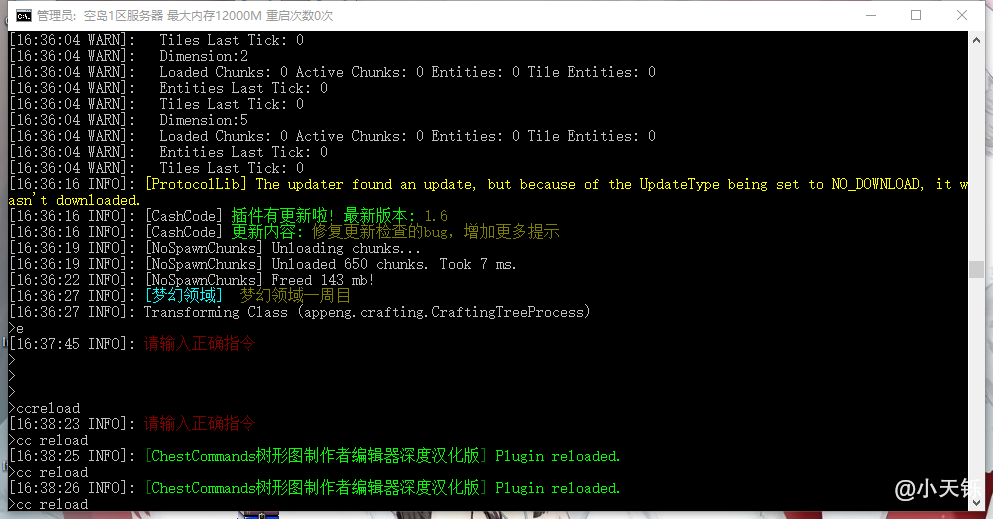 管理员: 空岛1区服务器 最大内存12000M 重启次数0次
[16:36:04 WARN]:   Tiles Last Tick: 0
[16:36:04 WARN]:   Dimension:2
[16:36:04 WARN]:   Loaded Chunks: 0 Active Chunks: 0 Entities: 0 Tile Entities: 0
[16:36:04 WARN]:   Entities Last Tick: 0
[16:36:04 WARN]:   Tiles Last Tick: 0
[16:36:04 WARN]:   Dimension:5
[16:36:04 WARN]:   Loaded Chunks: 0 Active Chunks: 0 Entities: 0 Tile Entities: 0
[16:36:04 WARN]:   Entities Last Tick: 0
[16:36:04 WARN]:   Tiles Last Tick: 0
[16:36:16 INFO]: [ProtocolLib] The updater found an update, but because of the UpdateType being set to NO_DOWNLOAD, it w
asn't downloaded.
[16:36:16 INFO]: [CashCode] 插件有更新啦! 最新版本: 1.6
[16:36:16 INFO]: [CashCode] 更新内容: 修复更新检查的bug, 增加更多提示
[16:36:19 INFO]: [NoSpawnChunks] Unloading chunks...
[16:36:19 INFO]: [NoSpawnChunks] Unloaded 650 chunks. Took 7 ms.
[16:36:22 INFO]: [NoSpawnChunks] Freed 143 mb!
[16:36:27 INFO]: [梦幻领域]  梦幻领域一周目
[16:36:27 INFO]: Transforming Class (appeng.crafting.CraftingTreeProcess)
>e
[16:37:45 INFO]: 请输入正确指令
>
>
>
>ccreload
[16:38:23 INFO]: 请输入正确指令
>cc reload
[16:38:25 INFO]: [ChestCommands树形图制作者编辑器深度汉化版] Plugin reloaded.
>cc reload
[16:38:26 INFO]: [ChestCommands树形图制作者编辑器深度汉化版] Plugin reloaded.
>cc reload
@小天铄